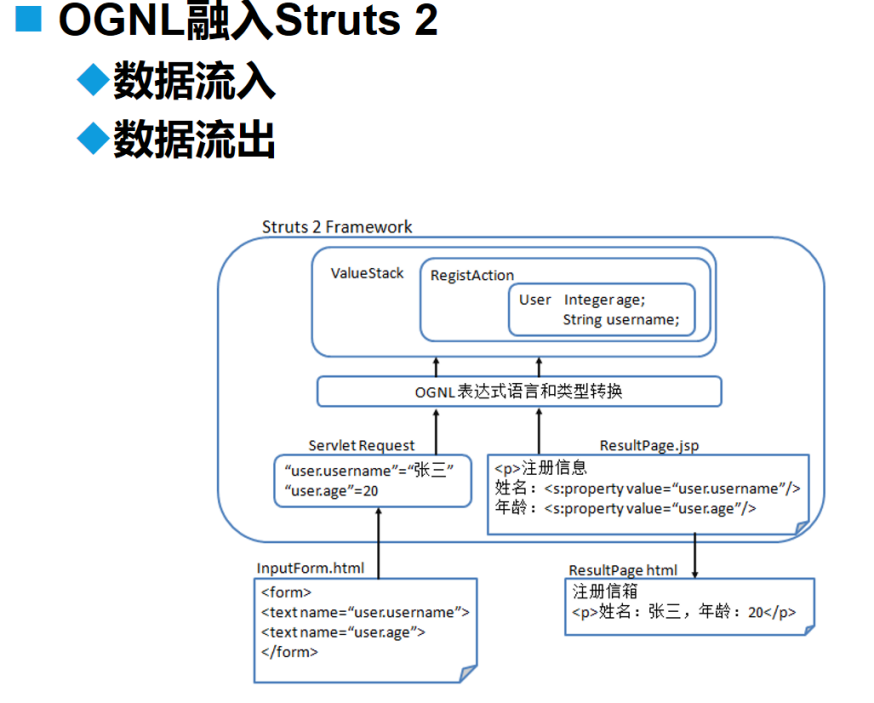 OGNL融入Struts 2
数据流入
数据流出
Struts 2 Framework
ValueStack
RegistAction
User Integer age;
String username;
OGNL表达式语言和类型转换
Servlet Request
“user.username”=“张三”
“user.age”=20
ResultPage.jsp
<p>注册信息
姓名：<s:property value=“user.username”/>
年龄：<s:property value=“user.age”/>
InputForm.html
<form>
<text name=“user.username”>
<text name=“user.age”>
</form>
ResultPage html
注册信箱
<p>姓名：张三，年龄：20</p>